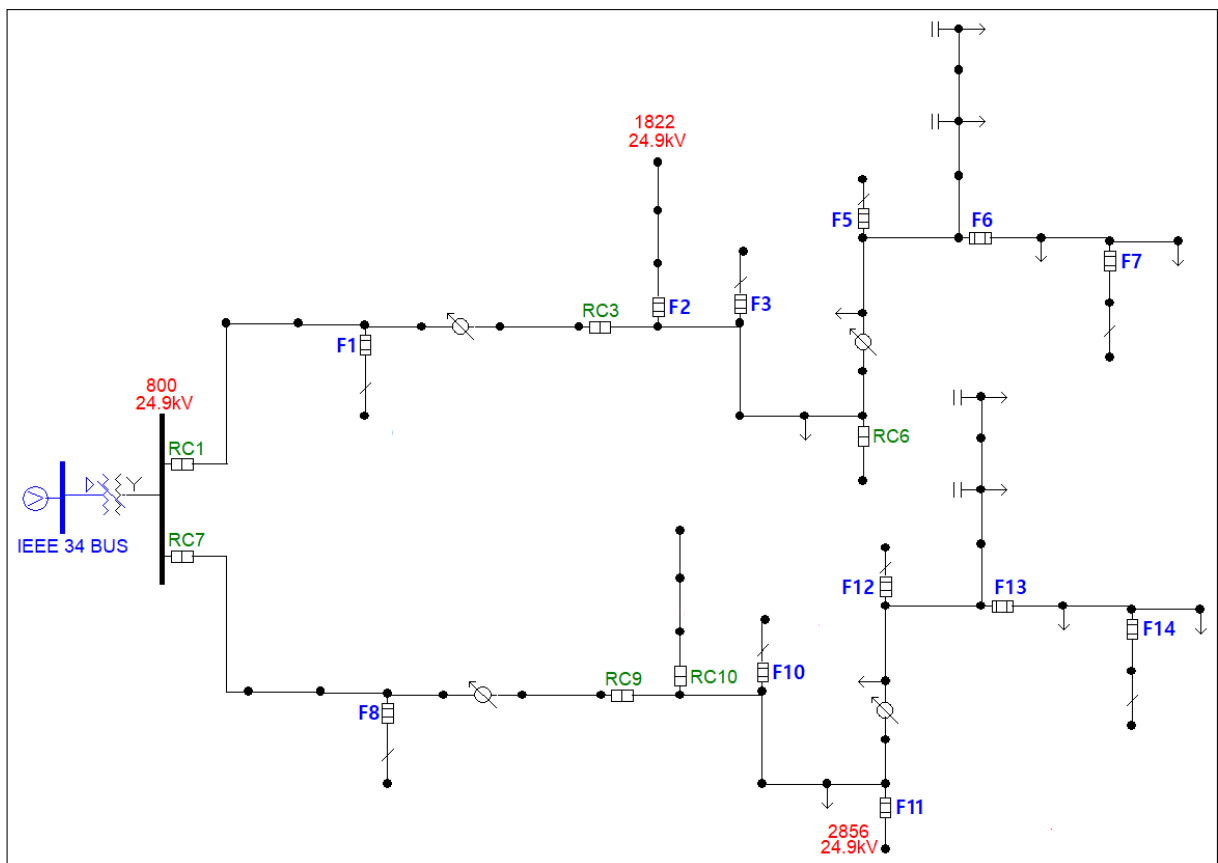 1822
24.9kV
F5
F6
F7
RC3
F2
F3
F1
800
24.9kV
RC1
RC6
IEEE 34 BUS
RC7
F12
F13
F14
RC9
RC10
F10
F8
F11
2856
24.9kV